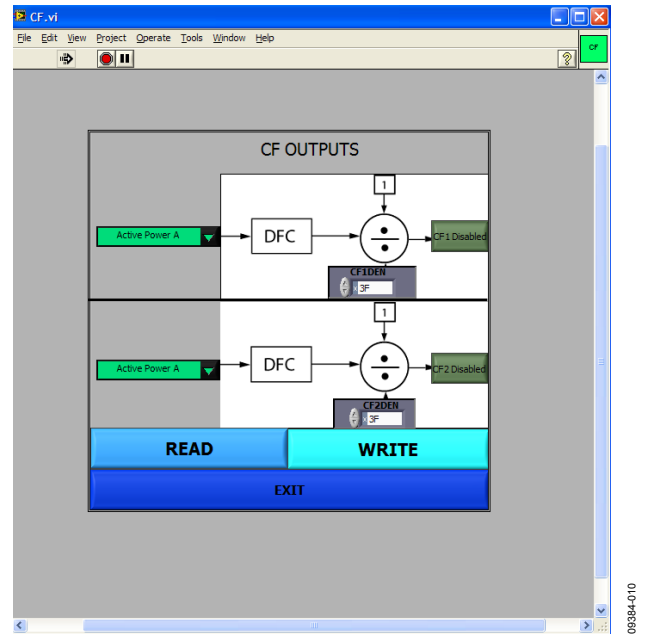 CF.vi
File Edit View Project Operate Tools Window Help
?
CF
CF OUTPUTS
1
Active Power A
DFC
÷
CF1 Disabled
CF1DEN
x 3F
1
Active Power A
DFC
÷
CF2 Disabled
CF2DEN
x 3F
READ
WRITE
EXIT
09384-010